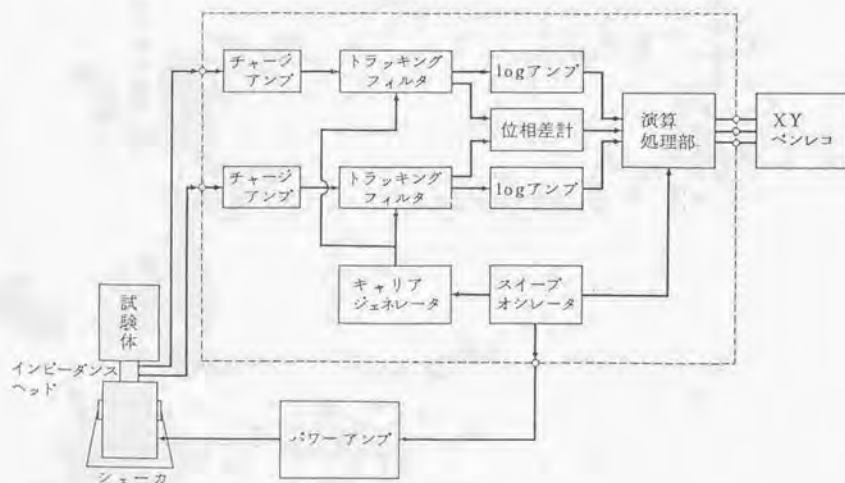 チャージ
アンプ
トラッキング
フィルタ
logアンプ
位相差計
演算
処理部
XY
ペンレコ
チャージ
アンプ
トラッキング
フィルタ
logアンプ
キャリア
ジェネレータ
スイープ
オシレータ
試
験
体
インピーダンス
ヘッド
パワーアンプ
シェーカ